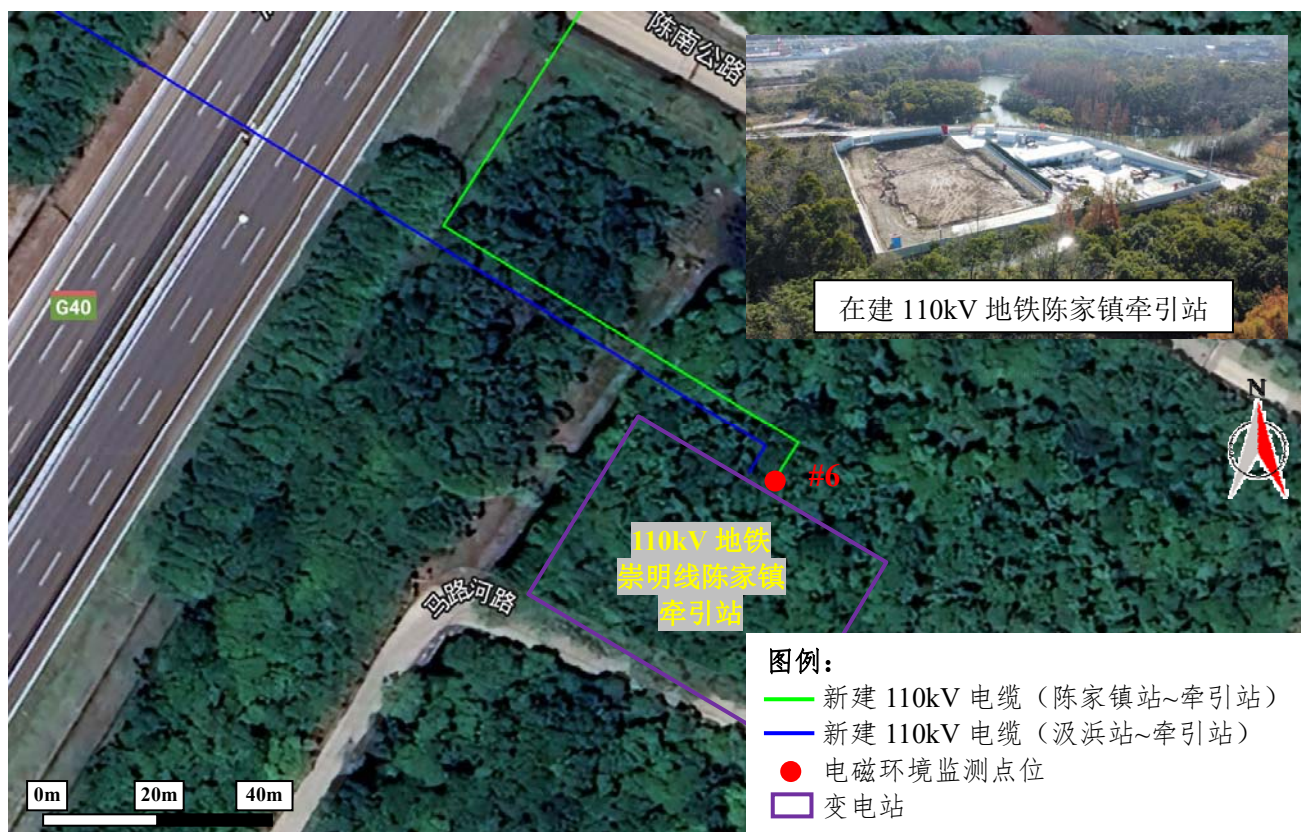 陈南公路
G40
在建 110kV 地铁陈家镇牵引站
N
#6
110kV 地铁
崇明线陈家镇
牵引站
马路河路
图例：
新建 110kV 电缆（陈家镇站~牵引站）
新建 110kV 电缆（汲浜站~牵引站）
电磁环境监测点位
变电站
0m
20m
40m